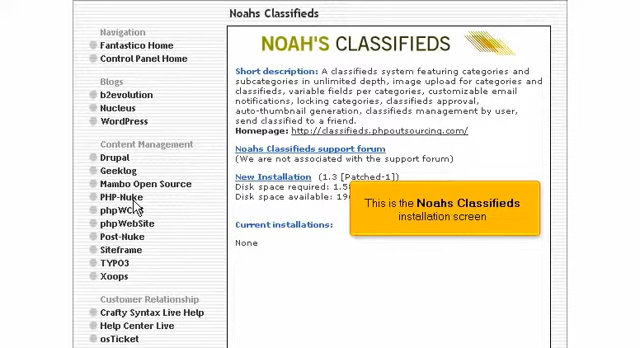 Noahs Classifieds
Navigation
Fantastico Home
Control Panel Home
Blogs
b2evolution
Nucleus
WordPress
Content Management
Drupal
Geeklog
Mambo Open Source
PHP-Nuke
phpWCMS
phpWebSite
Post-Nuke
Siteframe
TYPO3
Xoops
Customer Relationship
Crafty Syntax Live Help
Help Center Live
osTicket
NOAH'S CLASSIFIEDS
Short description: A classifieds system featuring categories and
subcategories in unlimited depth, image upload for categories and
classifieds, variable fields per categories, customizable email
notifications, locking categories, classifieds approval,
auto-thumbnail generation, classifieds management by user,
send classified to a friend.
Homepage: http://classifieds.phpoutsourcing.com/
Noahs Classifieds support forum
(We are not associated with the support forum)
New Installation (1.3 [Patched-1])
Disk space required: 1.5
Disk space available: 19
This is the Noahs Classifieds
installation screen
Current installations:
None